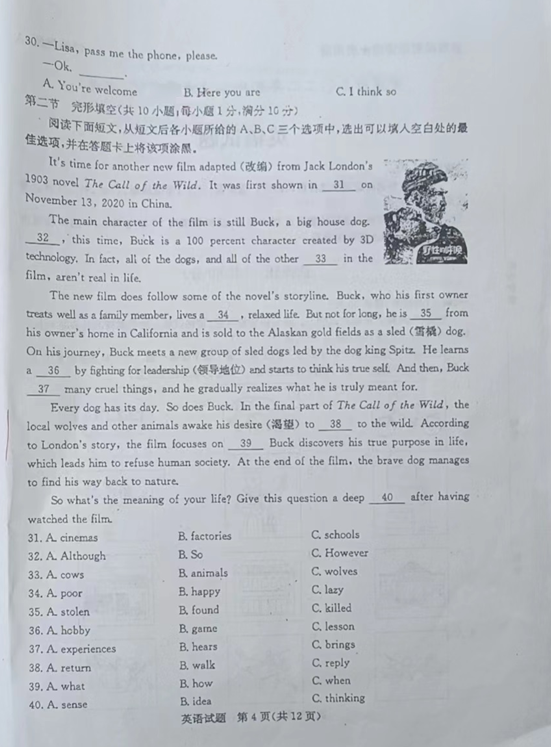 30. —Lisa, pass me the phone, please.
—Ok. ______.
A. You're welcome B. Here you are C. I think so
第二节 完形填空(共 10 小题;每小题 1 分,满分 10 分)
阅读下面短文,从短文后各小题所给的 A、B、C 三个选项中,选出可以填入空白处的最
佳选项,并在答题卡上将该项涂黑。
It's time for another new film adapted (改编) from Jack London's
1903 novel The Call of the Wild. It was first shown in 31 on
November 13, 2020 in China.
The main character of the film is still Buck, a big house dog.
32 , this time, Buck is a 100 percent character created by 3D
technology. In fact, all of the dogs, and all of the other 33 in the
film, aren't real in life.
野性的呼唤
The new film does follow some of the novel's storyline. Buck, who his first owner
treats well as a family member, lives a 34 , relaxed life. But not for long, he is 35 from
his owner's home in California and is sold to the Alaskan gold fields as a sled (雪橇) dog.
On his journey, Buck meets a new group of sled dogs led by the dog king Spitz. He learns
a 36 by fighting for leadership (领导地位) and starts to think his true self. And then, Buck
37 many cruel things, and he gradually realizes what he is truly meant for.
Every dog has its day. So does Buck. In the final part of The Call of the Wild, the
local wolves and other animals awake his desire (渴望) to 38 to the wild. According
to London's story, the film focuses on 39 Buck discovers his true purpose in life,
which leads him to refuse human society. At the end of the film, the brave dog manages
to find his way back to nature.
So what's the meaning of your life? Give this question a deep 40 after having
watched the film.
31. A. cinemas B. factories C. schools
32. A. Although B. So C. However
33. A. cows B. animals C. wolves
34. A. poor B. happy C. lazy
35. A. stolen B. found C. killed
36. A. hobby B. game C. lesson
37. A. experiences B. hears C. brings
38. A. return B. walk C. reply
39. A. what B. how C. when
40. A. sense B. idea C. thinking
英语试题 第 4 页(共 12 页)